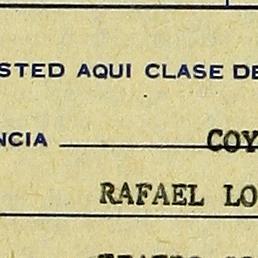 STED AQUI CLASE DE
NCIA COY
RAFAEL LO